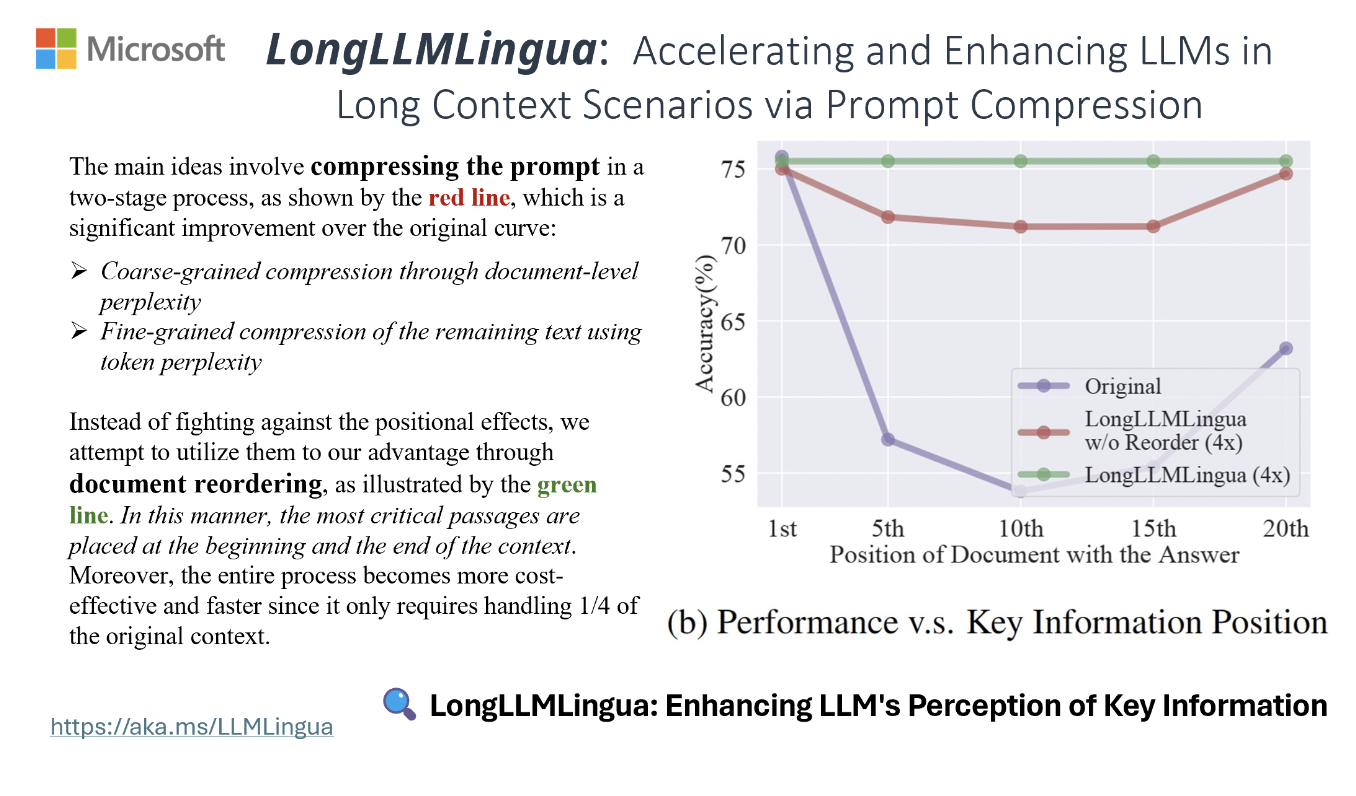 Microsoft
LongLLMLingua: Accelerating and Enhancing LLMs in
Long Context Scenarios via Prompt Compression
The main ideas involve compressing the prompt in a
two-stage process, as shown by the red line, which is a
significant improvement over the original curve:
➢ Coarse-grained compression through document-level
perplexity
➢ Fine-grained compression of the remaining text using
token perplexity
Instead of fighting against the positional effects, we
attempt to utilize them to our advantage through
document reordering, as illustrated by the green
line. In this manner, the most critical passages are
placed at the beginning and the end of the context.
Moreover, the entire process becomes more cost-
effective and faster since it only requires handling 1/4 of
the original context.
Accuracy(%)
75
70
65
60
55
Original
LongLLMLingua
w/o Reorder (4x)
LongLLMLingua (4x)
1st 5th 10th 15th 20th
Position of Document with the Answer
(b) Performance v.s. Key Information Position
LongLLMLingua: Enhancing LLM's Perception of Key Information
https://aka.ms/LLMLingua